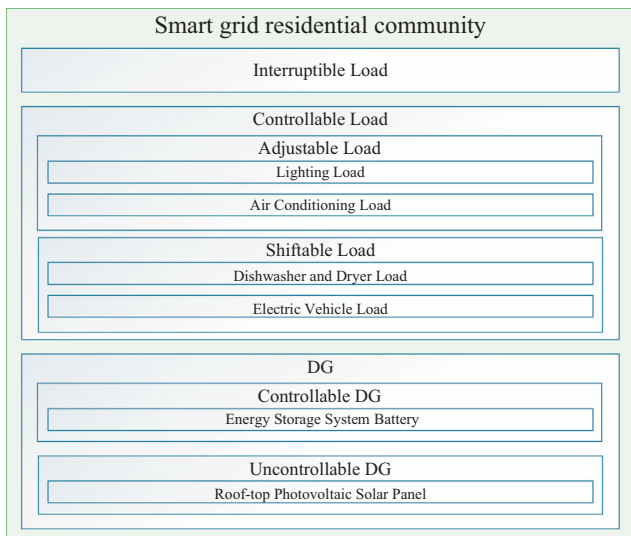 Smart grid residential community
Interruptible Load
Controllable Load
Adjustable Load
Lighting Load
Air Conditioning Load
Shiftable Load
Dishwasher and Dryer Load
Electric Vehicle Load
DG
Controllable DG
Energy Storage System Battery
Uncontrollable DG
Roof-top Photovoltaic Solar Panel